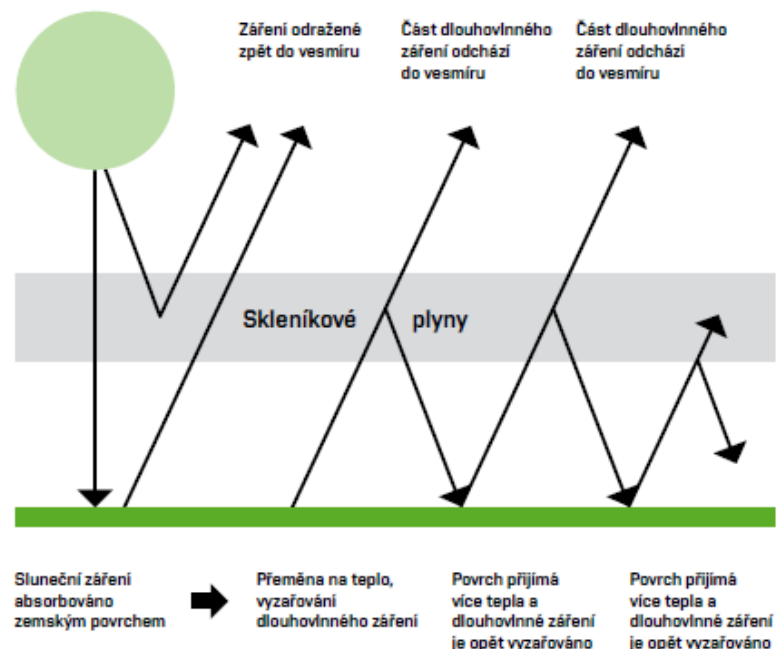 Záření odražené
zpět do vesmíru
Část dlouhovlnného
záření odchází
do vesmíru
Část dlouhovlnného
záření odchází
do vesmíru
Skleníkové plyny
Sluneční záření
absorbováno
zemským povrchem
Přeměna na teplo,
vyzařování
dlouhovlnného záření
Povrch přijímá
více tepla a
dlouhovlnné záření
je opět vyzařováno
Povrch přijímá
více tepla a
dlouhovlnné záření
je opět vyzařováno